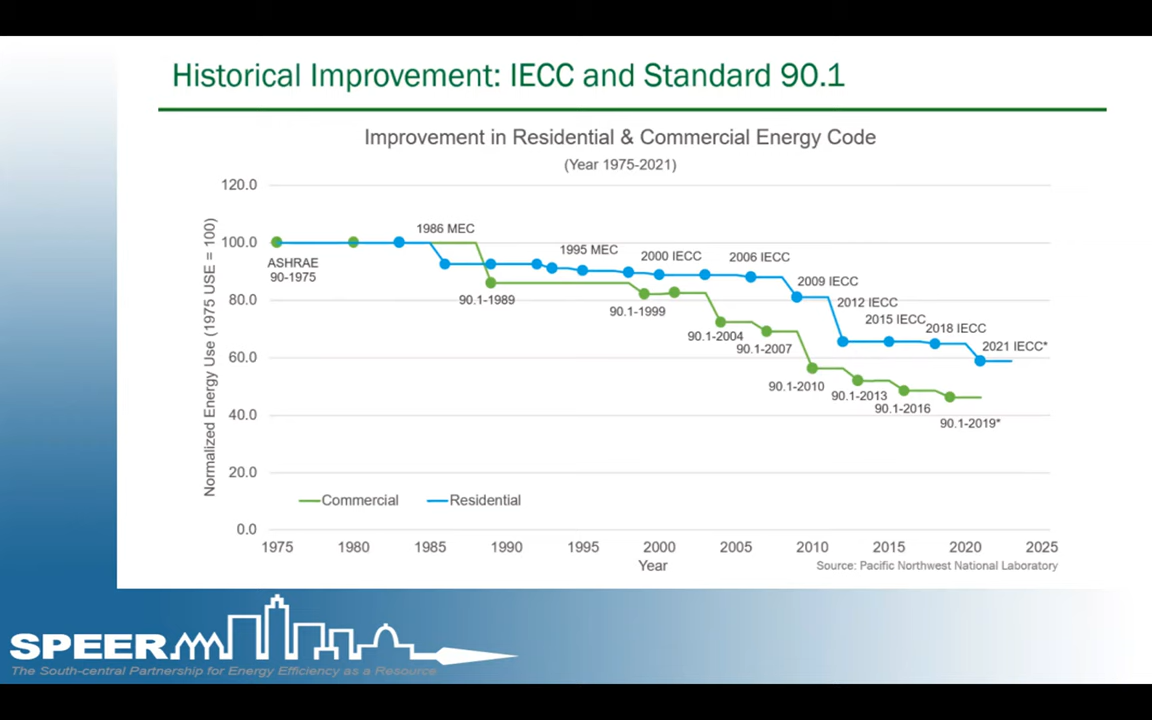 Historical Improvement: IECC and Standard 90.1
Improvement in Residential & Commercial Energy Code
(Year 1975-2021)
Normalized Energy Use (1975 USE = 100)
120.0
100.0
80.0
60.0
40.0
20.0
0.0
ASHRAE
90-1975
1986 MEC
90.1-1989
1995 MEC
90.1-1999
2000 IECC
90.1-2004
2006 IECC
90.1-2007
2009 IECC
90.1-2010
2012 IECC
90.1-2013
2015 IECC
90.1-2016
2018 IECC
90.1-2019*
2021 IECC*
Commercial
Residential
1975 1980 1985 1990 1995 2000 2005 2010 2015 2020 2025
Year
Source: Pacific Northwest National Laboratory
SPEER
The South-central Partnership for Energy Efficiency as a Resource